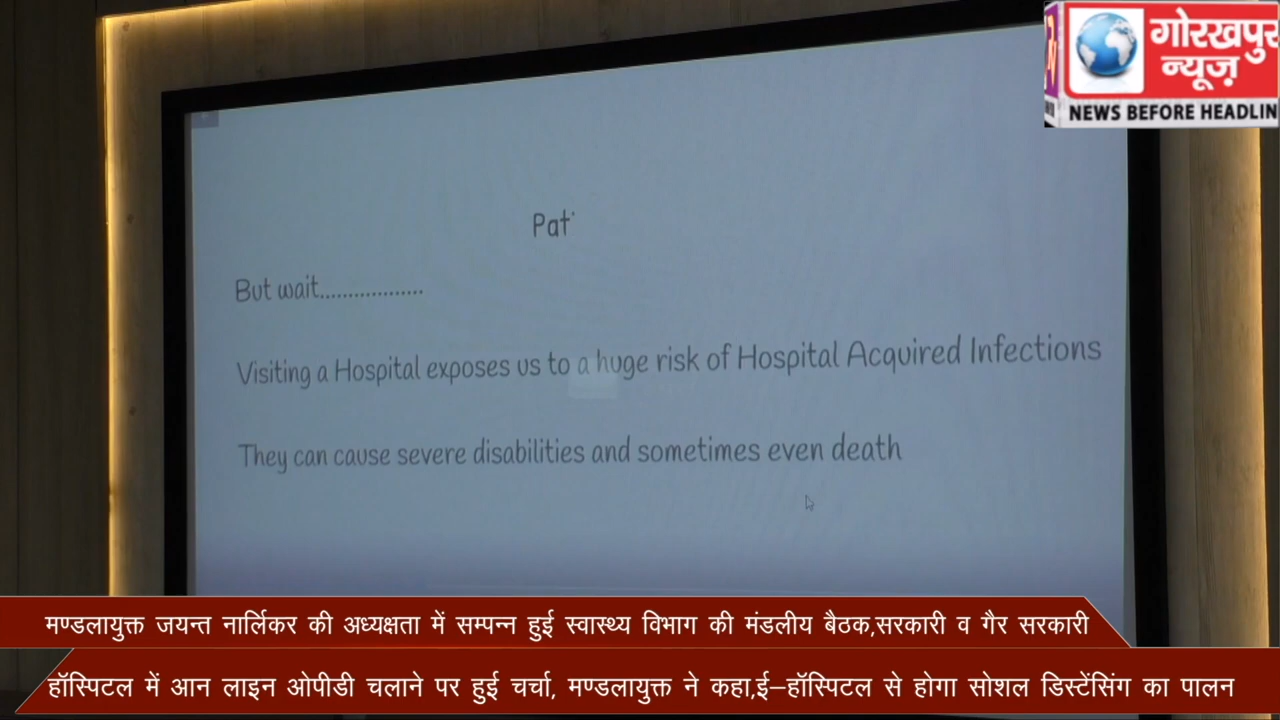 गोरखपुर
न्यूज़
NEWS BEFORE HEADLIN
Pat
But wait..................
Visiting a Hospital exposes us to a huge risk of Hospital Acquired Infections
They can cause severe disabilities and sometimes even death
मण्डलायुक्त जयन्त नार्लिकर की अध्यक्षता में सम्पन्न हुई स्वास्थ्य विभाग की मंडलीय बैठक,सरकारी व गैर सरकारी
हॉस्पिटल में आन लाइन ओपीडी चलाने पर हुई चर्चा, मण्डलायुक्त ने कहा,ई–हॉस्पिटल से होगा सोशल डिस्टेंसिंग का पालन